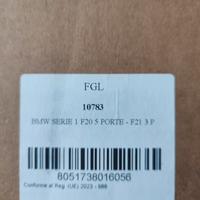 FGL
10783
BMW SERIE 1 F20 5 PORTE - F21 3 P
8051738016056
Conforme al Reg. (UE) 2023 - 988